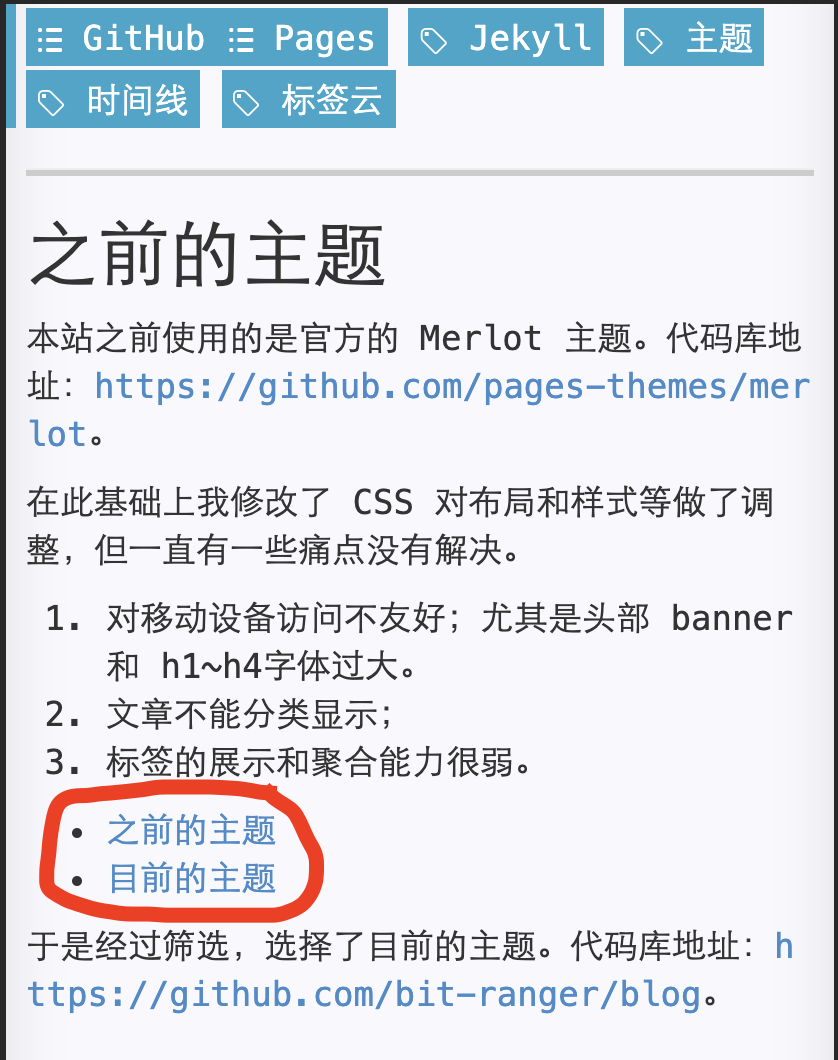 GitHub Pages Jekyll 主题
时间线 标签云
之前的主题
本站之前使用的是官方的 Merlot 主题。代码库地
址：https://github.com/pages-themes/mer
lot。
在此基础上我修改了 CSS 对布局和样式等做了调
整，但一直有一些痛点没有解决。
1. 对移动设备访问不友好；尤其是头部 banner
和 h1~h4字体过大。
2. 文章不能分类显示；
3. 标签的展示和聚合能力很弱。
• 之前的主题
• 目前的主题
于是经过筛选，选择了目前的主题。代码库地址：h
ttps://github.com/bit-ranger/blog。